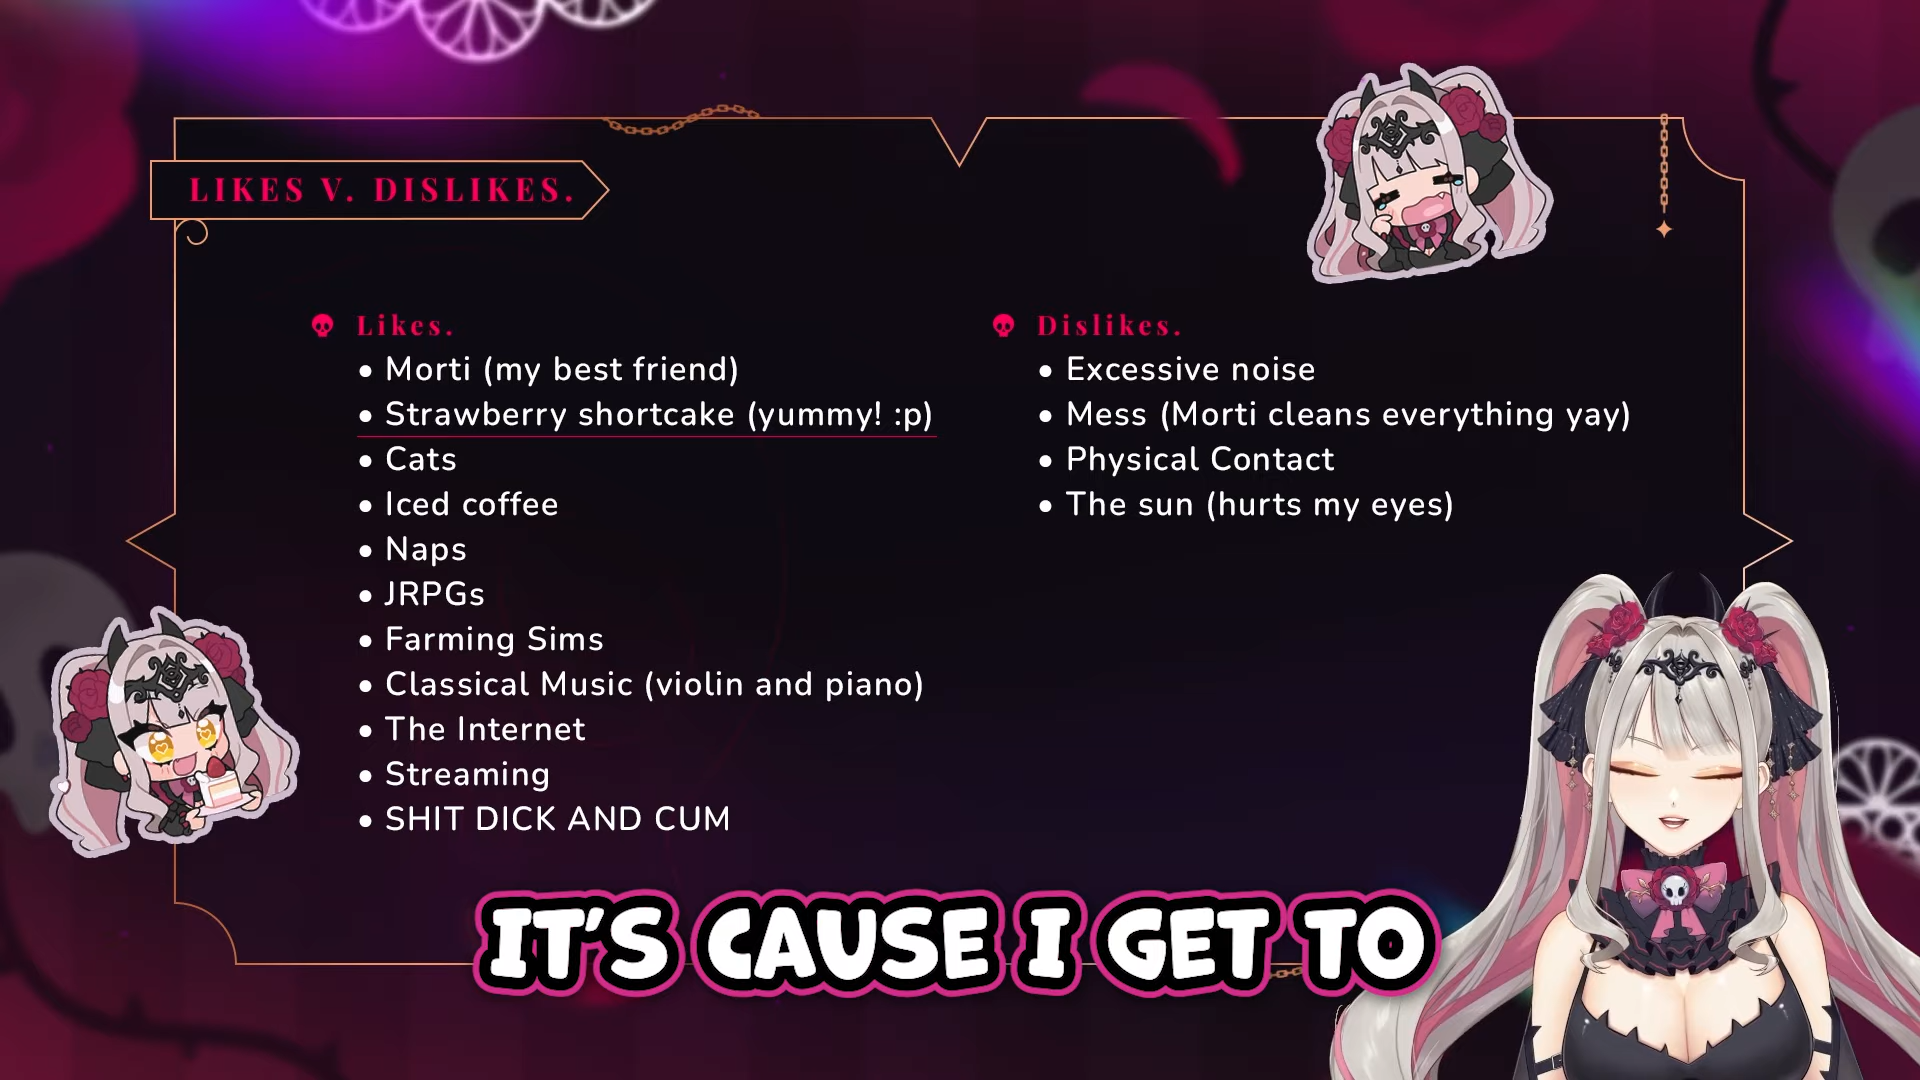 LIKES V. DISLIKES.
Likes.
• Morti (my best friend)
• Strawberry shortcake (yummy! :p)
• Cats
• Iced coffee
• Naps
• JRPGs
• Farming Sims
• Classical Music (violin and piano)
• The Internet
• Streaming
• SHIT DICK AND CUM
Dislikes.
• Excessive noise
• Mess (Morti cleans everything yay)
• Physical Contact
• The sun (hurts my eyes)
IT'S CAUSE I GET TO